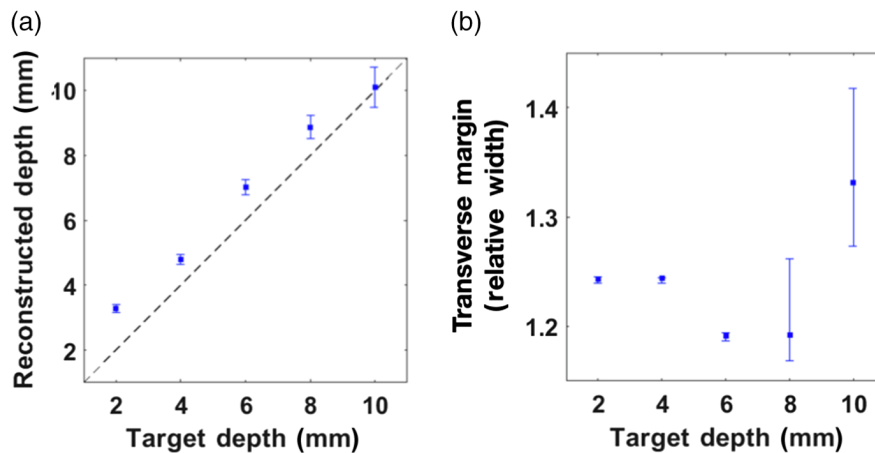 (a)
Reconstructed depth (mm)
10
8
6
4
2
2 4 6 8 10
Target depth (mm)
(b)
Transverse margin
(relative width)
1.4
1.3
1.2
2 4 6 8 10
Target depth (mm)